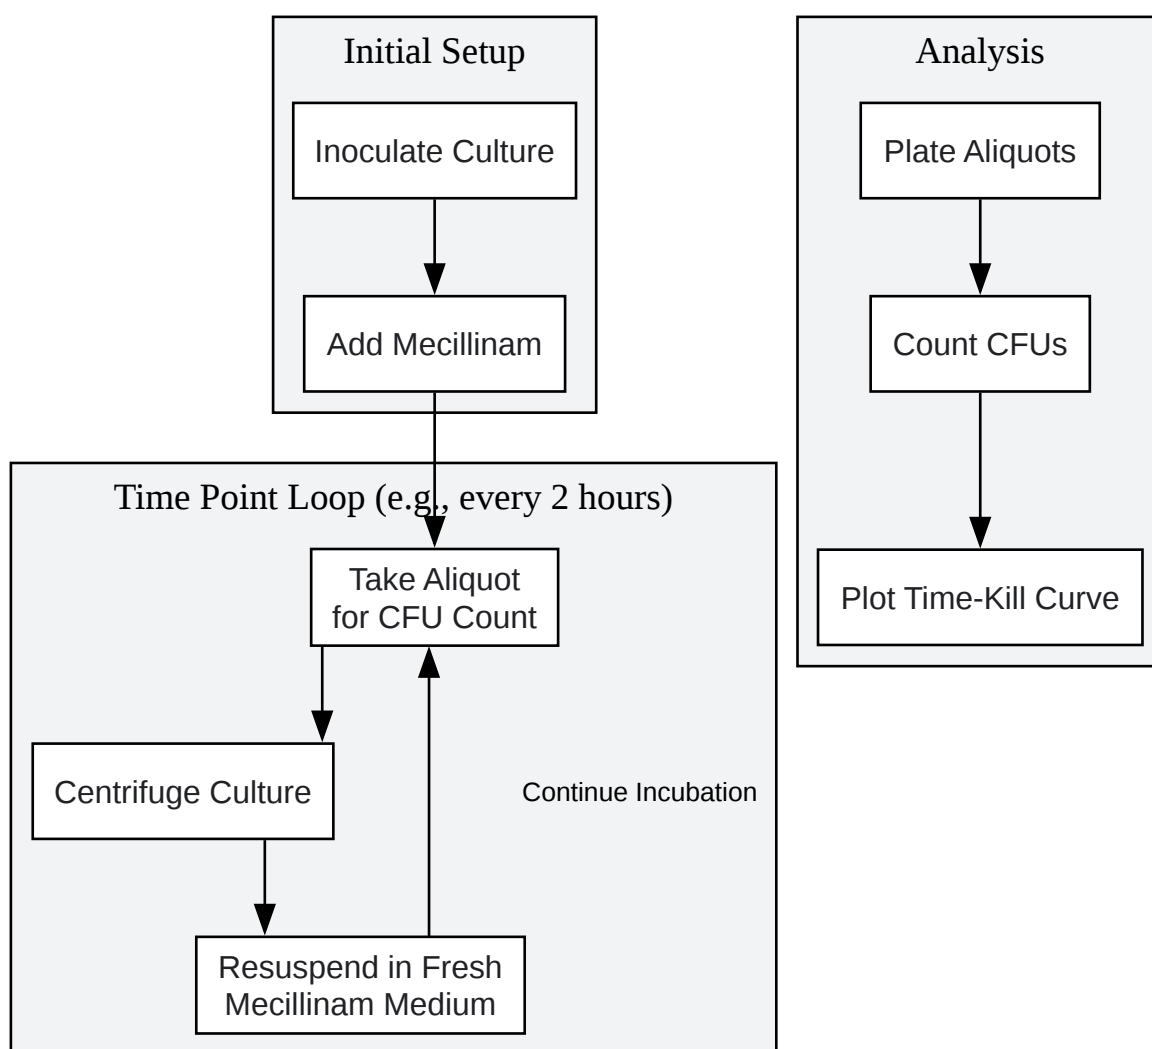 Initial Setup
Inoculate Culture
Add Mecillinam
Time Point Loop (e.g., every 2 hours)
Take Aliquot
for CFU Count
Centrifuge Culture
Continue Incubation
Resuspend in Fresh
Mecillinam Medium
Analysis
Plate Aliquots
Count CFUs
Plot Time-Kill Curve